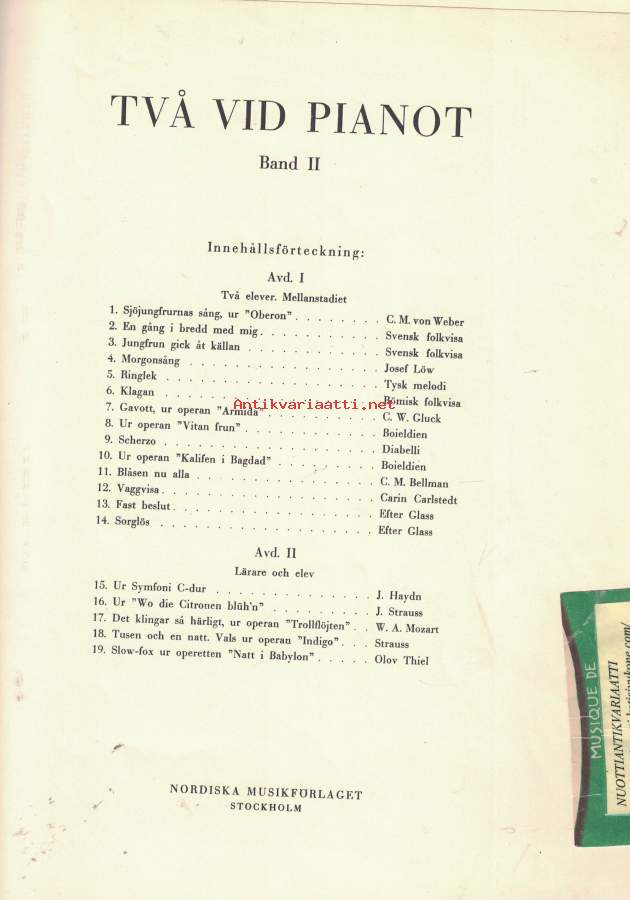 TVÅ VID PIANOT
Band II
Innehållsförteckning:
Avd. I
Två elever. Mellanstadiet
1. Sjöjungfrurnas sång, ur "Oberon" . . . . . . . . C. M. von Weber
2. En gång i bredd med mig . . . . . . . . . . . Svensk folkvisa
3. Jungfrun gick åt källan . . . . . . . . . . . . Svensk folkvisa
4. Morgonsång . . . . . . . . . . . . . . . . Josef Löw
5. Ringlek . . . . . . . . . . . . . . . . . . Tysk melodi
6. Klagan . . . . . . . . . . . . . . . . . . Bömisk folkvisa
Antikvariaatti.net
7. Gavott, ur operan "Armida" . . . . . . . . . . C. W. Gluck
8. Ur operan "Vitan frun" . . . . . . . . . . . . Boieldien
9. Scherzo . . . . . . . . . . . . . . . . . . Diabelli
10. Ur operan "Kalifen i Bagdad" . . . . . . . . . Boieldien
11. Blåsen nu alla . . . . . . . . . . . . . . . C. M. Bellman
12. Vaggvisa . . . . . . . . . . . . . . . . . . Carin Carlstedt
13. Fast beslut . . . . . . . . . . . . . . . . . Efter Glass
14. Sorglös . . . . . . . . . . . . . . . . . . Efter Glass
Avd. II
Lärare och elev
15. Ur Symfoni C-dur . . . . . . . . . . . . . J. Haydn
16. Ur "Wo die Citronen blüh'n" . . . . . . . . . J. Strauss
17. Det klingar så härligt, ur operan "Trollflöjten" . . W. A. Mozart
18. Tusen och en natt. Vals ur operan "Indigo" . . . Strauss
19. Slow-fox ur operetten "Natt i Babylon" . . . . . Olov Thiel
NORDISKA MUSIKFÖRLAGET
STOCKHOLM
MUSIQUE DE
NUOTTIANTIKVARIAATTI